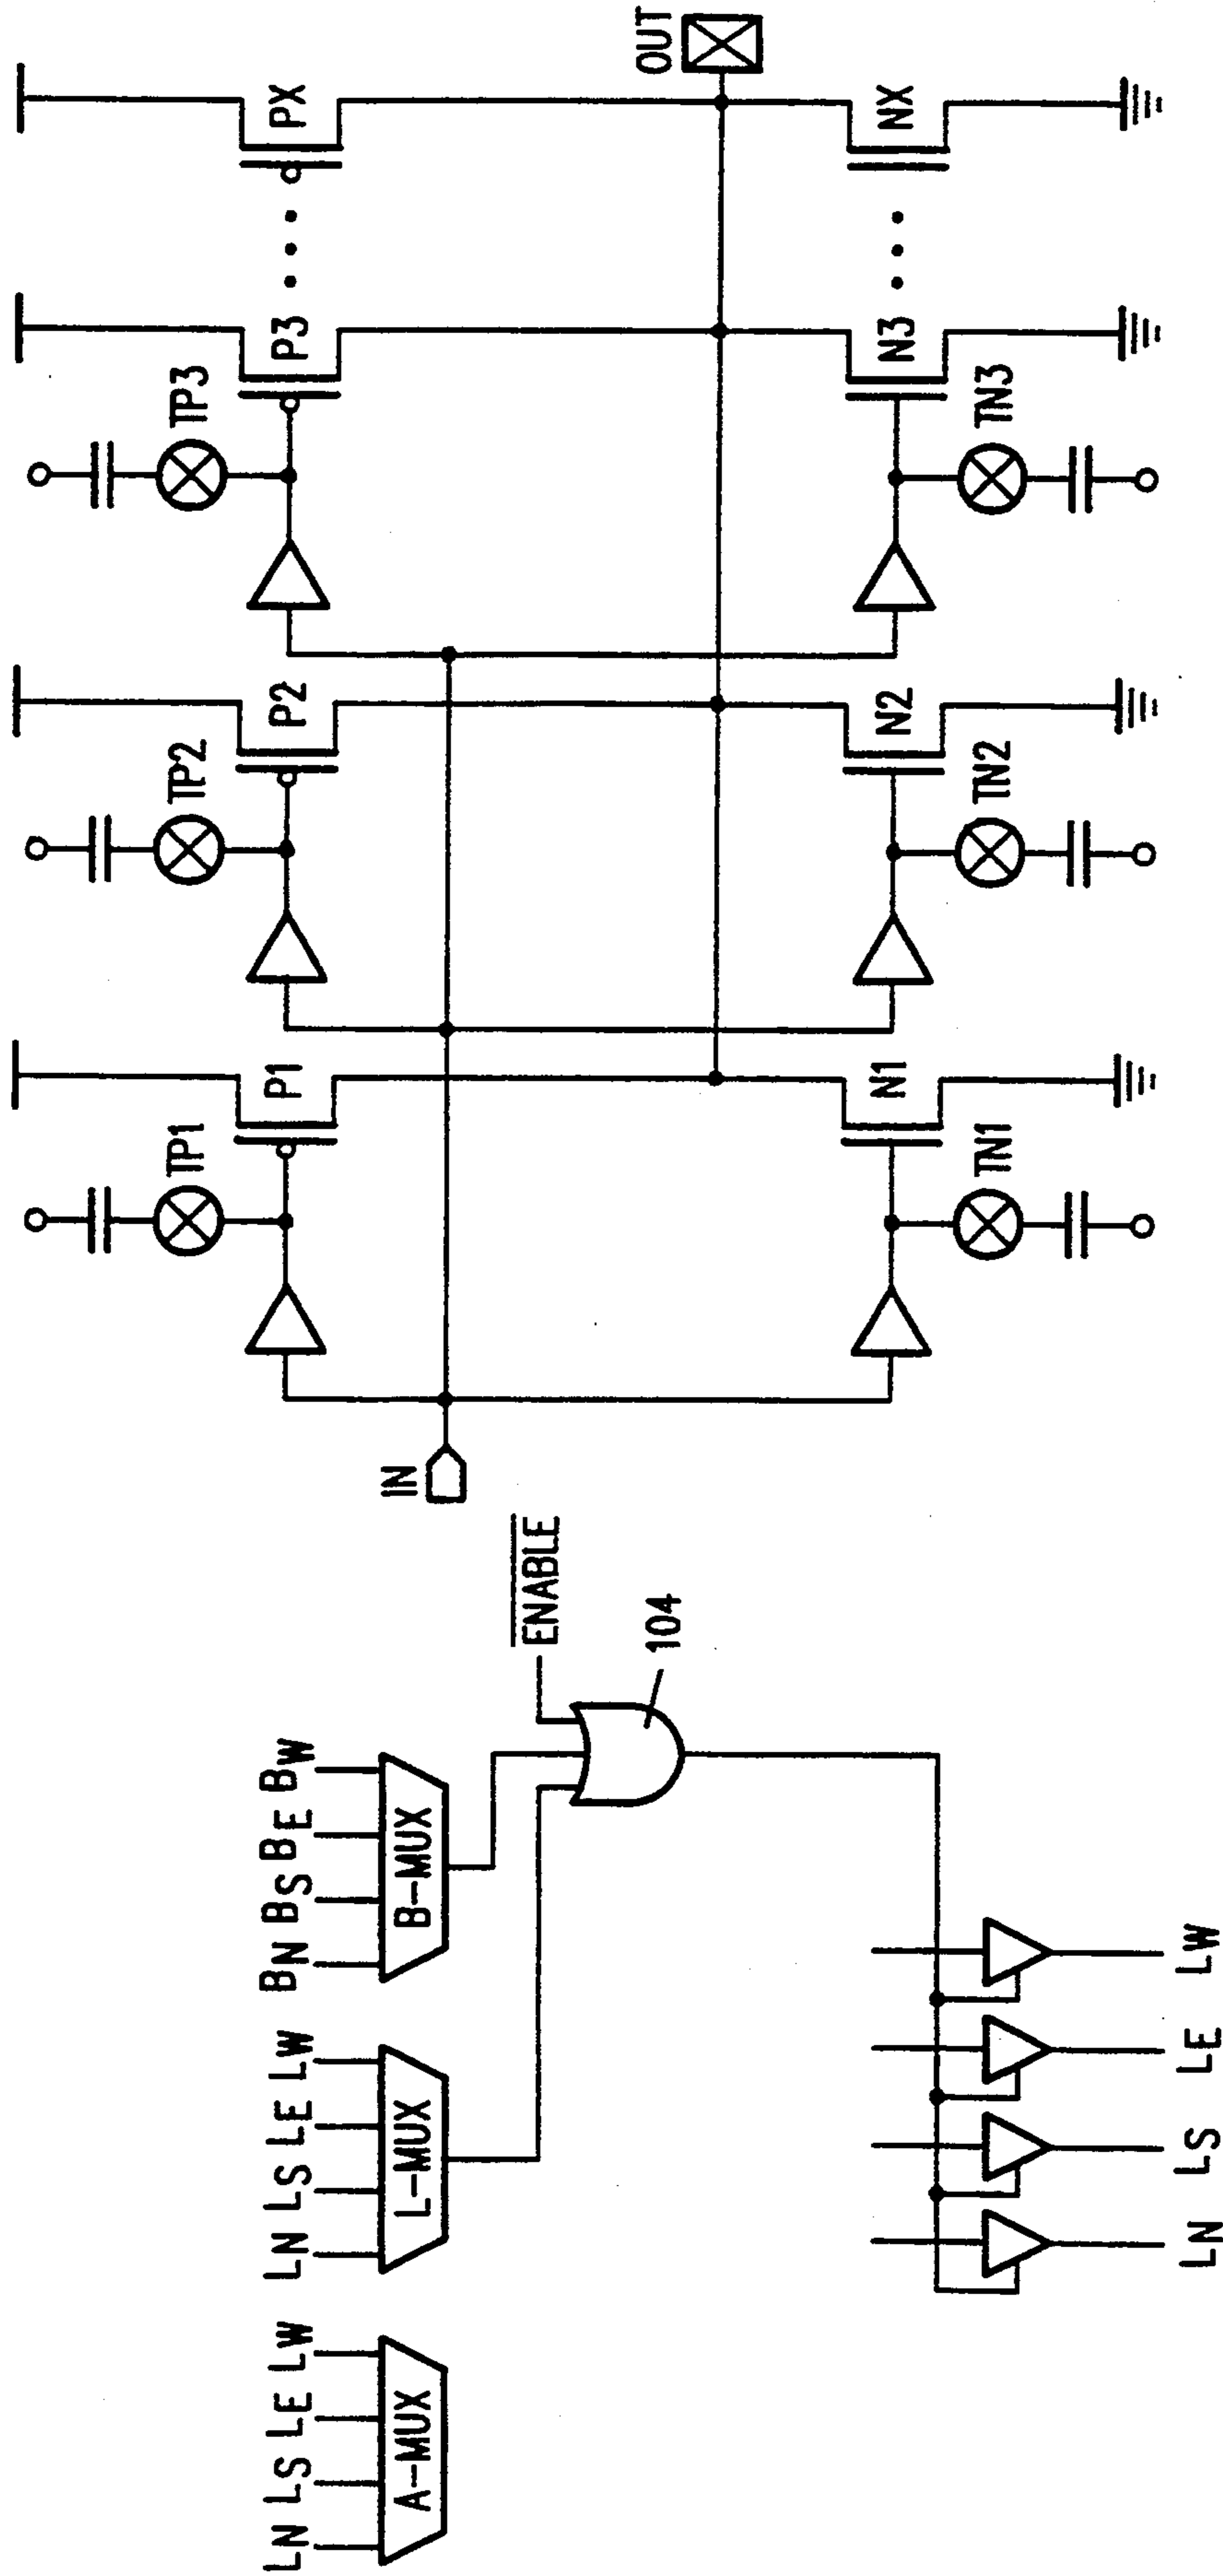 LN LS LE LW
A-MUX
LN LS LE LW
L-MUX
BN BS BE BW
B-MUX
ENABLE
104
LN LS LE LW
IN
TP1
P1
TP2
P2
TP3
P3
PX
OUT
N1
TN1
N2
TN2
N3
TN3
NX